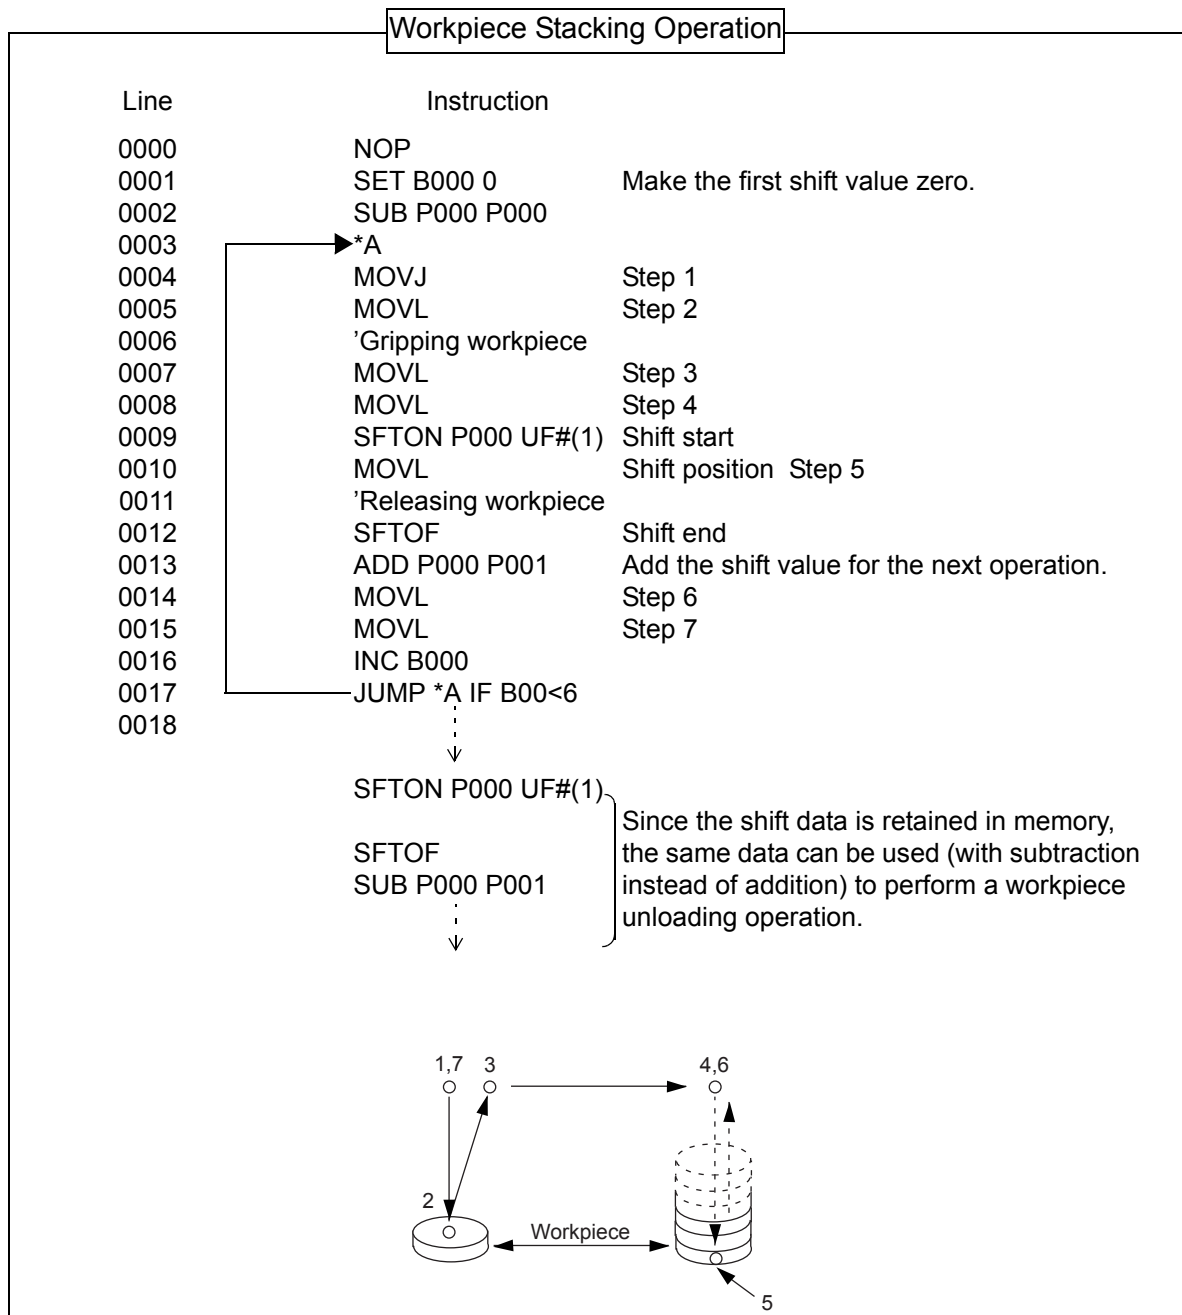 Workpiece Stacking Operation
Line Instruction
0000 NOP
0001 SET B000 0 Make the first shift value zero.
0002 SUB P000 P000
0003 *A
0004 MOVJ Step 1
0005 MOVL Step 2
0006 ’Gripping workpiece
0007 MOVL Step 3
0008 MOVL Step 4
0009 SFTON P000 UF#(1) Shift start
0010 MOVL Shift position Step 5
0011 ’Releasing workpiece
0012 SFTOF Shift end
0013 ADD P000 P001 Add the shift value for the next operation.
0014 MOVL Step 6
0015 MOVL Step 7
0016 INC B000
0017 JUMP *A IF B00<6
0018
SFTON P000 UF#(1)
Since the shift data is retained in memory,
SFTOF the same data can be used (with subtraction
SUB P000 P001 instead of addition) to perform a workpiece
unloading operation.
1,7 3 4,6
2
Workpiece
5